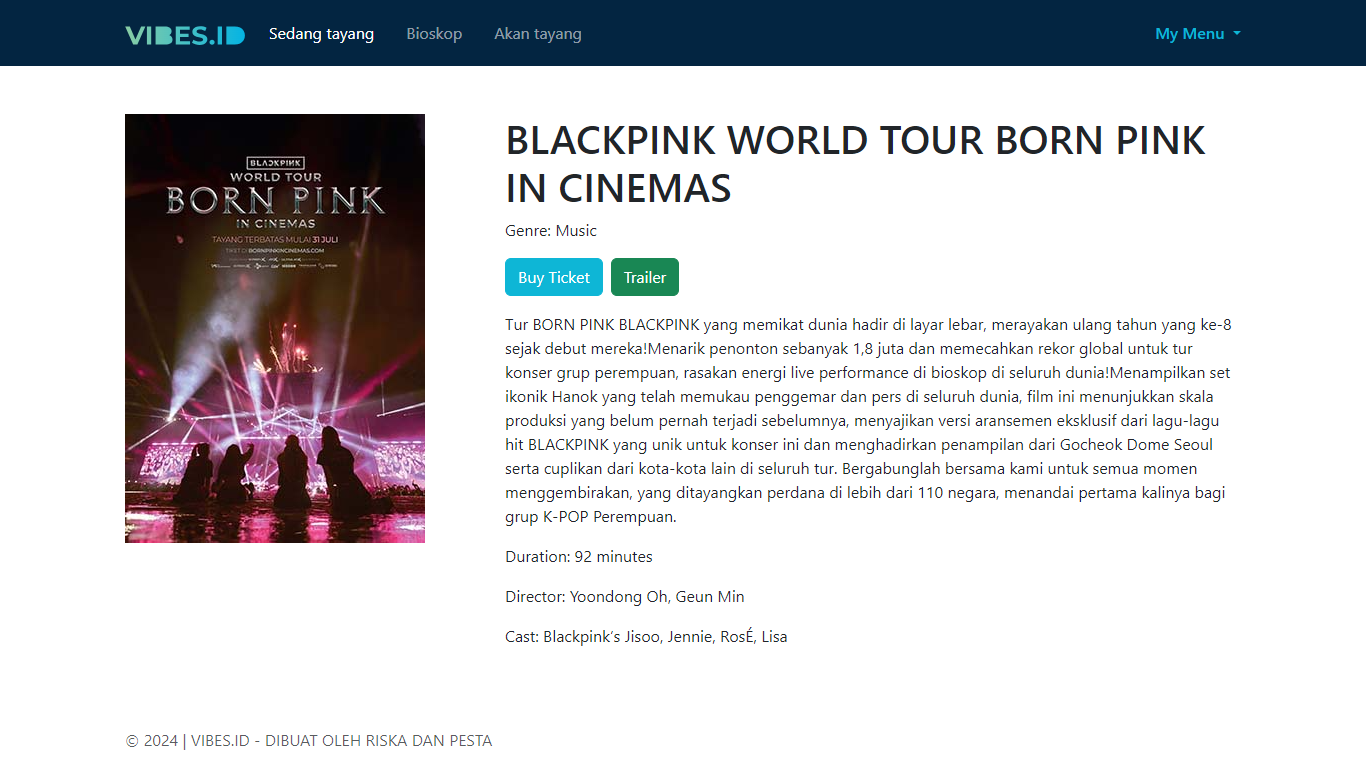 VIBES.ID
Sedang tayang
Bioskop
Akan tayang
My Menu
BLACKPINK
WORLD TOUR
BORN PINK
IN CINEMAS
TAYANG TERBATAS MULAI 31 JULI
TIKET DI BORNPINKINCINEMAS.COM
BLACKPINK WORLD TOUR BORN PINK
IN CINEMAS
Genre: Music
Buy Ticket
Trailer
Tur BORN PINK BLACKPINK yang memikat dunia hadir di layar lebar, merayakan ulang tahun yang ke-8
sejak debut mereka!Menarik penonton sebanyak 1,8 juta dan memecahkan rekor global untuk tur
konser grup perempuan, rasakan energi live performance di bioskop di seluruh dunia!Menampilkan set
ikonik Hanok yang telah memukau penggemar dan pers di seluruh dunia, film ini menunjukkan skala
produksi yang belum pernah terjadi sebelumnya, menyajikan versi aransemen eksklusif dari lagu-lagu
hit BLACKPINK yang unik untuk konser ini dan menghadirkan penampilan dari Gocheok Dome Seoul
serta cuplikan dari kota-kota lain di seluruh tur. Bergabunglah bersama kami untuk semua momen
menggembirakan, yang ditayangkan perdana di lebih dari 110 negara, menandai pertama kalinya bagi
grup K-POP Perempuan.
Duration: 92 minutes
Director: Yoondong Oh, Geun Min
Cast: Blackpink's Jisoo, Jennie, RosÉ, Lisa
© 2024 | VIBES.ID - DIBUAT OLEH RISKA DAN PESTA